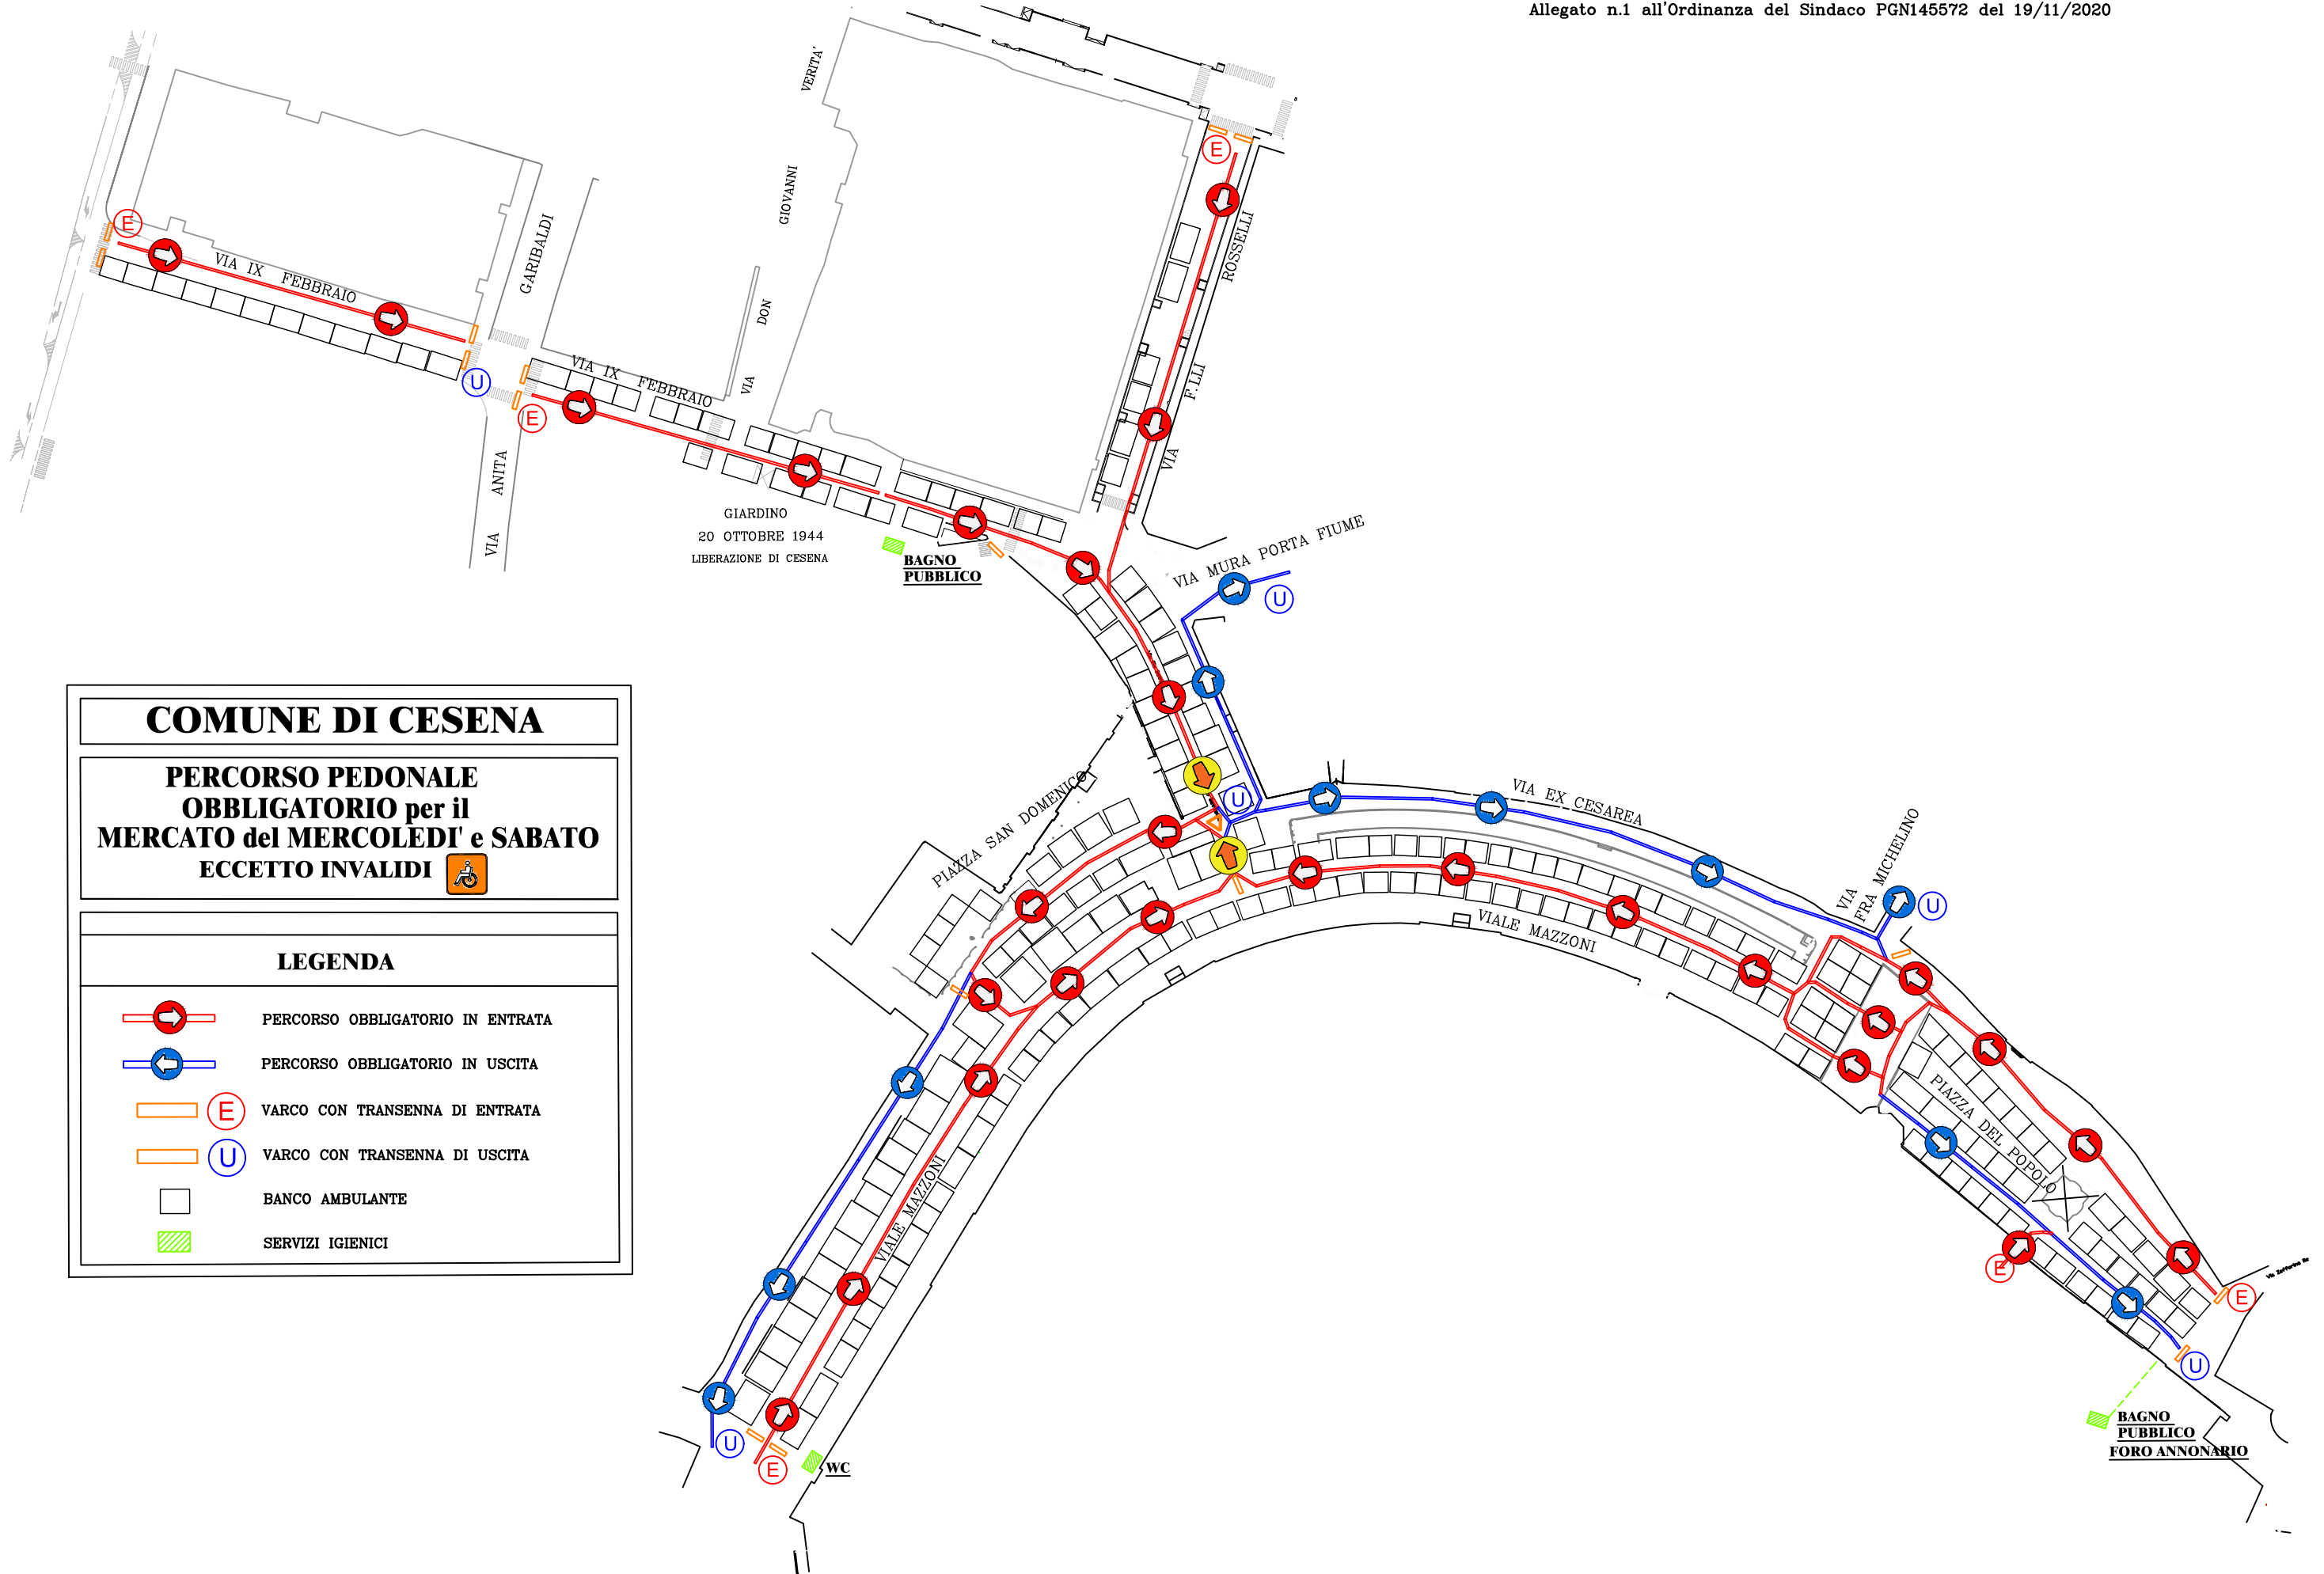 Allegato n.1 all'Ordinanza del Sindaco PGN145572 del 19/11/2020
VERITA'
GIOVANNI
DON
VIA
E
E
VIA IX FEBBRAIO
GARIBALDI
ROSSELLI
F.LLI
VIA
U
E
VIA IX FEBBRAIO
ANITA
VIA
GIARDINO
20 OTTOBRE 1944
LIBERAZIONE DI CESENA
BAGNO
PUBBLICO
VIA MURA PORTA FIUME
U
COMUNE DI CESENA
PERCORSO PEDONALE
OBBLIGATORIO per il
MERCATO del MERCOLEDI' e SABATO
ECCETTO INVALIDI
LEGENDA
PERCORSO OBBLIGATORIO IN ENTRATA
PERCORSO OBBLIGATORIO IN USCITA
E VARCO CON TRANSENNA DI ENTRATA
U VARCO CON TRANSENNA DI USCITA
BANCO AMBULANTE
SERVIZI IGIENICI
PIAZZA SAN DOMENICO
U
VIA EX CESAREA
VIA
FRA MICHELINO
U
VIALE MAZZONI
PIAZZA DEL POPOLO
VIALE MAZZONI
E
E
U
U
E
WC
BAGNO
PUBBLICO
FORO ANNONARIO